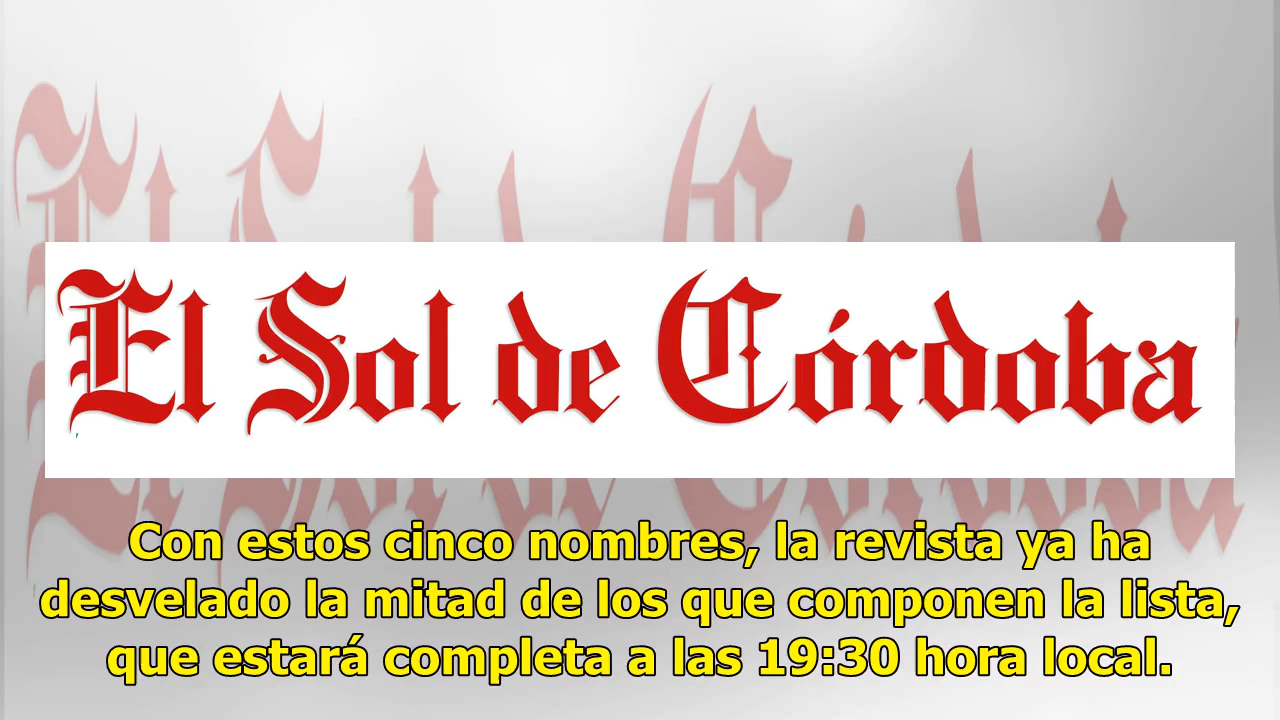 El Sol de Córdoba
Con estos cinco nombres, la revista ya ha
desvelado la mitad de los que componen la lista,
que estará completa a las 19:30 hora local.